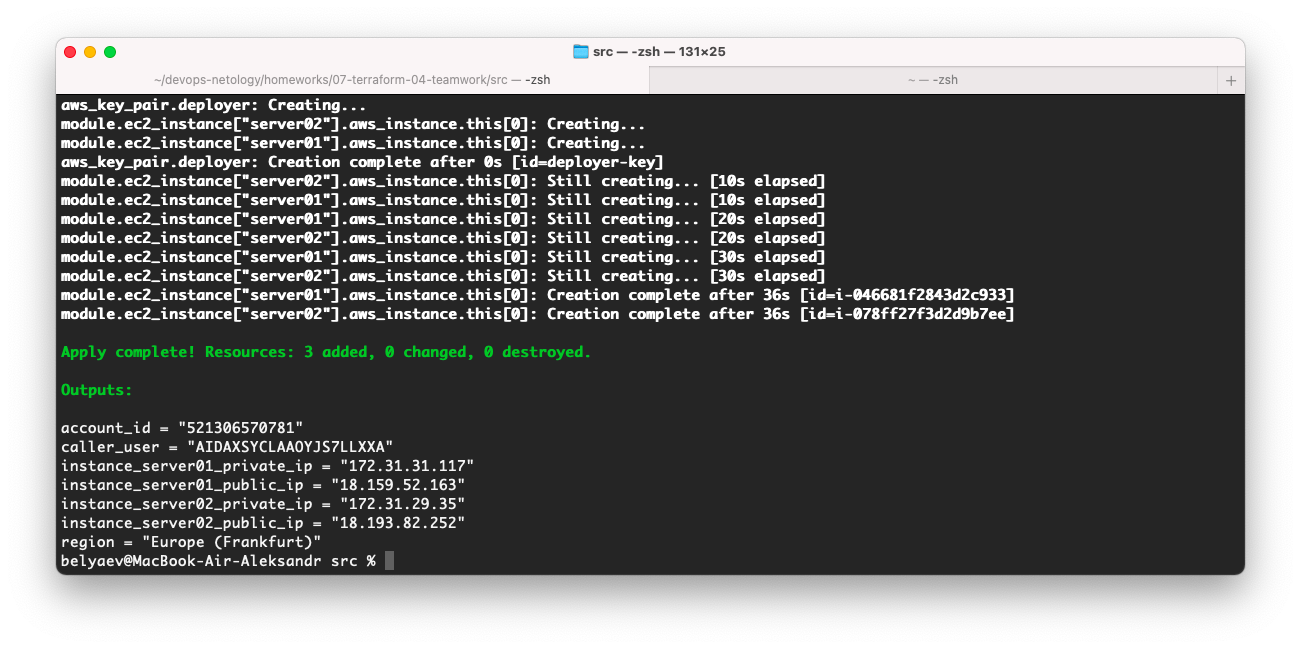 src — -zsh — 131×25
~/devops-netology/homeworks/07-terraform-04-teamwork/src — -zsh
~ — -zsh
+
aws_key_pair.deployer: Creating...
module.ec2_instance["server02"].aws_instance.this[0]: Creating...
module.ec2_instance["server01"].aws_instance.this[0]: Creating...
aws_key_pair.deployer: Creation complete after 0s [id=deployer-key]
module.ec2_instance["server02"].aws_instance.this[0]: Still creating... [10s elapsed]
module.ec2_instance["server01"].aws_instance.this[0]: Still creating... [10s elapsed]
module.ec2_instance["server01"].aws_instance.this[0]: Still creating... [20s elapsed]
module.ec2_instance["server02"].aws_instance.this[0]: Still creating... [20s elapsed]
module.ec2_instance["server01"].aws_instance.this[0]: Still creating... [30s elapsed]
module.ec2_instance["server02"].aws_instance.this[0]: Still creating... [30s elapsed]
module.ec2_instance["server01"].aws_instance.this[0]: Creation complete after 36s [id=i-046681f2843d2c933]
module.ec2_instance["server02"].aws_instance.this[0]: Creation complete after 36s [id=i-078ff27f3d2d9b7ee]
Apply complete! Resources: 3 added, 0 changed, 0 destroyed.
Outputs:
account_id = "521306570781"
caller_user = "AIDAXSYCLAAOYJS7LLXXA"
instance_server01_private_ip = "172.31.31.117"
instance_server01_public_ip = "18.159.52.163"
instance_server02_private_ip = "172.31.29.35"
instance_server02_public_ip = "18.193.82.252"
region = "Europe (Frankfurt)"
belyaev@MacBook-Air-Aleksandr src %